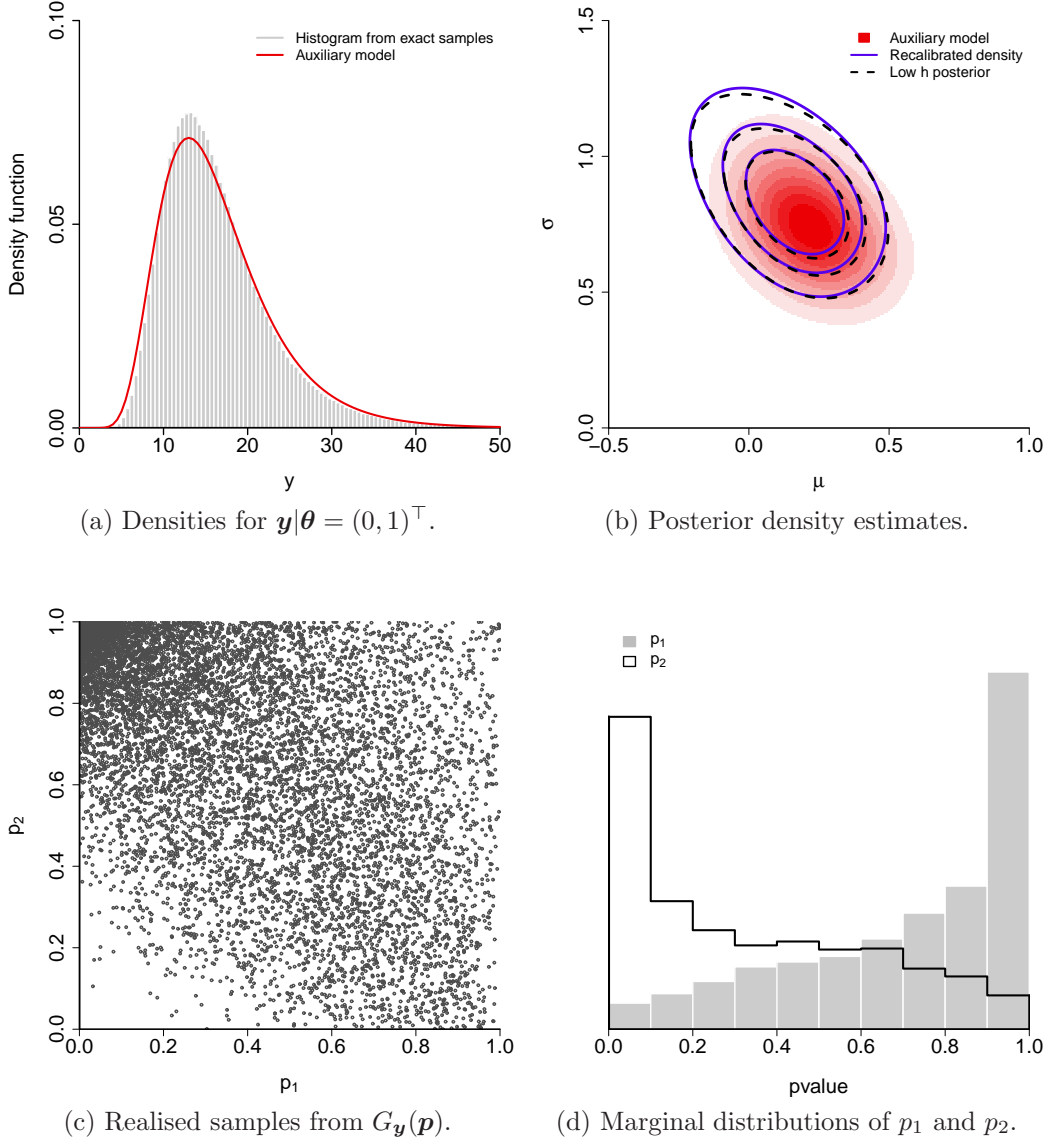 0.10
0.05
0.00
Density function
Histogram from exact samples
Auxiliary model
0 10 20 30 40 50
y
(a) Densities for y|θ = (0, 1)⊤.
1.5
1.0
0.5
0.0
σ
Auxiliary model
Recalibrated density
Low h posterior
−0.5 0.0 0.5 1.0
μ
(b) Posterior density estimates.
1.0
0.8
0.6
0.4
0.2
0.0
p2
0.0 0.2 0.4 0.6 0.8 1.0
p1
(c) Realised samples from Gy(p).
p1
p2
0.0 0.2 0.4 0.6 0.8 1.0
pvalue
(d) Marginal distributions of p1 and p2.